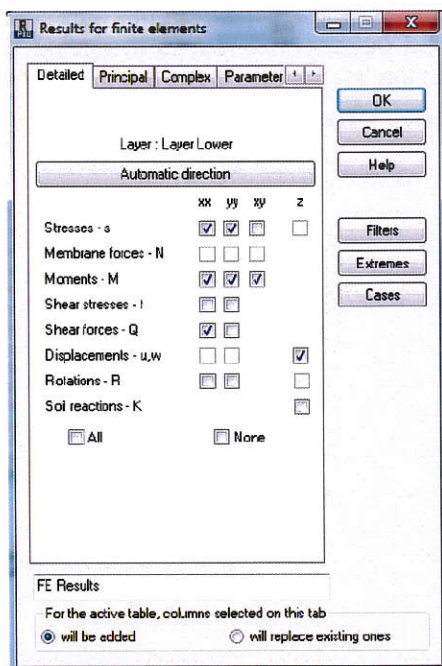 Results for finite elements
Detailed Principal Complex Parameter
OK
Cancel
Help
Layer : Layer Lower
Automatic direction
xx yy xy z
Stresses - s
Membrane forces - N
Moments - M
Shear stresses - t
Shear forces - Q
Displacements - u,w
Rotations - R
Soil reactions - K
All None
Filters
Extremes
Cases
FE Results
For the active table, columns selected on this tab
will be added will replace existing ones